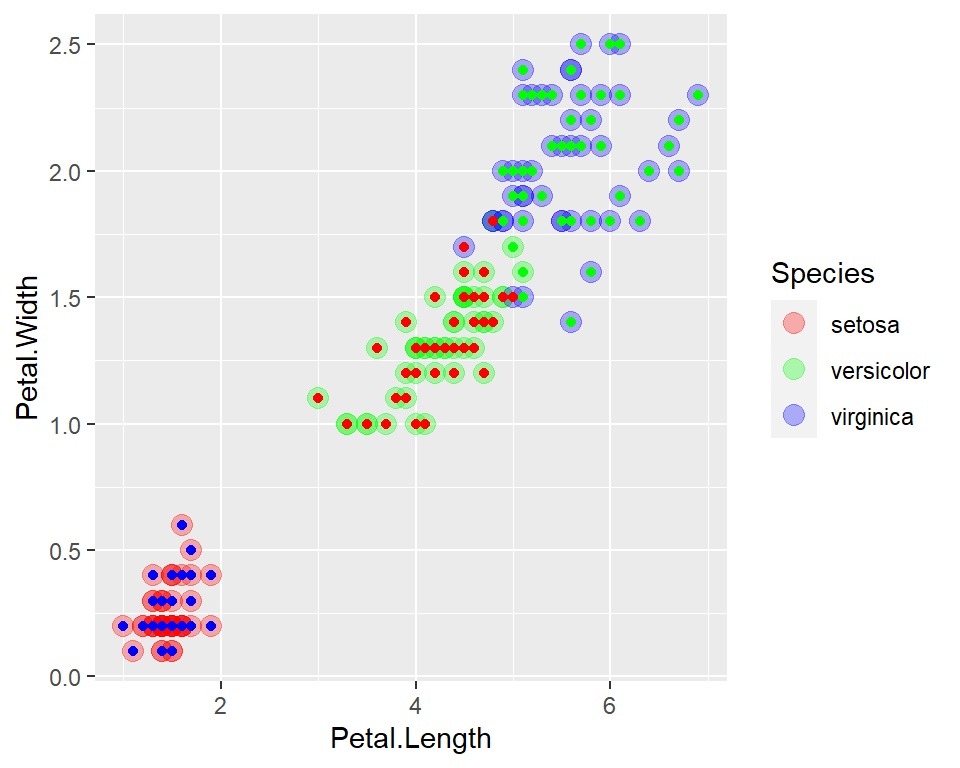 2.5
2.0
1.5
1.0
0.5
0.0
Petal.Width
2 4 6
Petal.Length
Species
setosa
versicolor
virginica